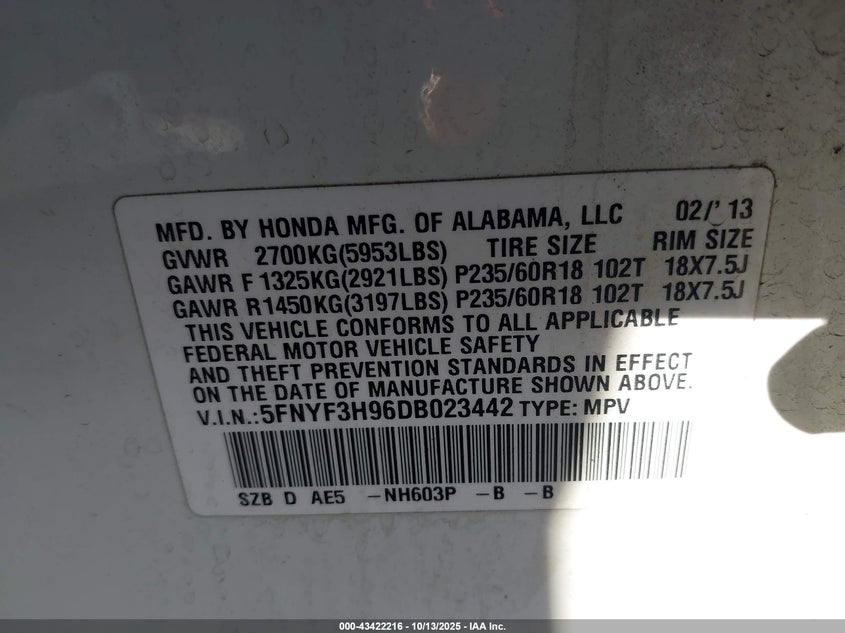 MFD. BY HONDA MFG. OF ALABAMA, LLC 02/' 13
GVWR 2700KG(5953LBS) TIRE SIZE RIM SIZE
GAWR F 1325KG(2921LBS) P235/60R18 102T 18X7.5J
GAWR R1450KG(3197LBS) P235/60R18 102T 18X7.5J
THIS VEHICLE CONFORMS TO ALL APPLICABLE
FEDERAL MOTOR VEHICLE SAFETY
AND THEFT PREVENTION STANDARDS IN EFFECT
ON THE DATE OF MANUFACTURE SHOWN ABOVE.
V.I.N.:5FNYF3H96DB023442 TYPE: MPV
SZB D AE5 -NH603P -B -B
000-43422216 - 10/13/2025 - IAA Inc.